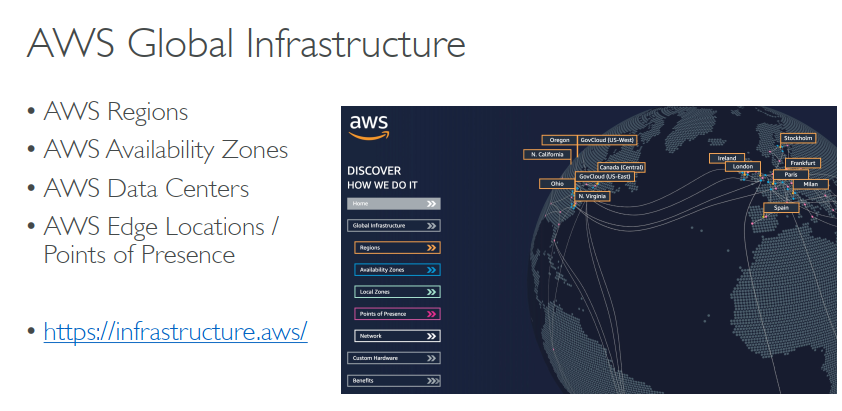 AWS Global Infrastructure
• AWS Regions
• AWS Availability Zones
• AWS Data Centers
• AWS Edge Locations /
Points of Presence
• https://infrastructure.aws/
aws
DISCOVER
HOW WE DO IT
Home
Global Infrastructure
Regions
Availability Zones
Local Zones
Points of Presence
Network
Custom Hardware
Benefits
Oregon
GovCloud (US-West)
N. California
Canada (Central)
GovCloud (US-East)
Ohio
N. Virginia
Stockholm
Ireland
London
Frankfurt
Paris
Milan
Spain